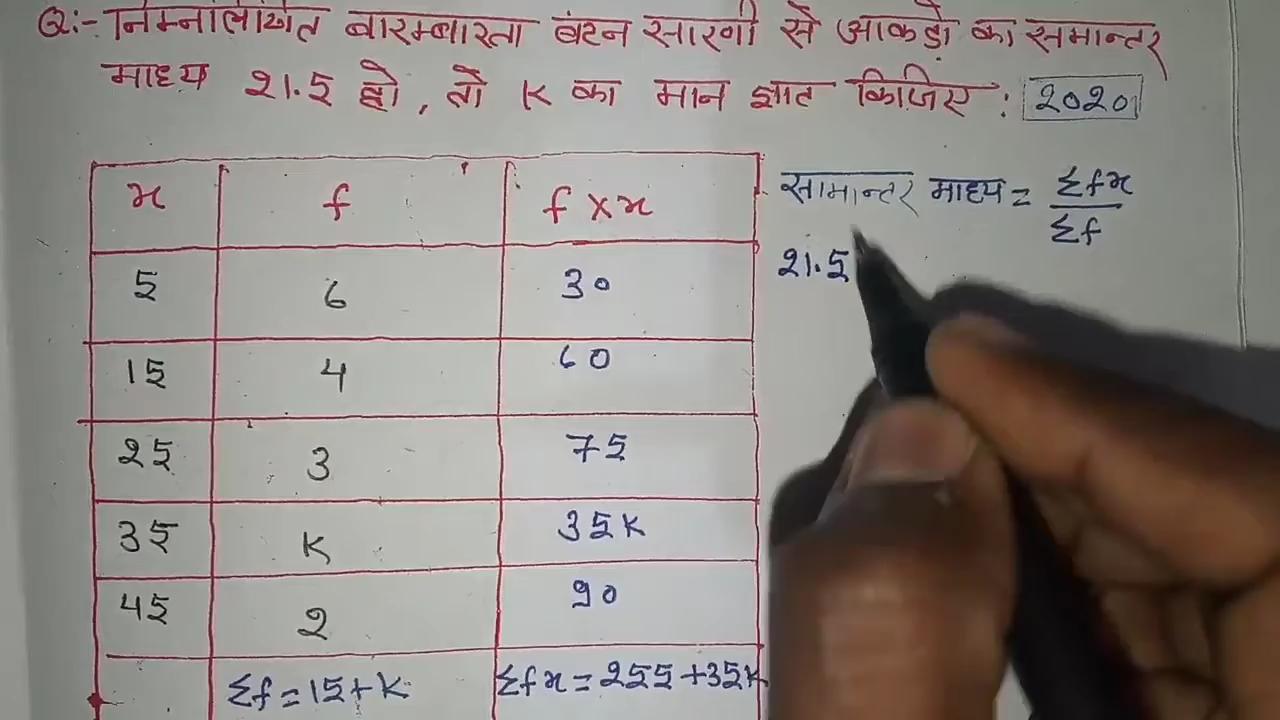 Q:- निम्नलिखित बारम्बारता बंटन सारणी से आकड़ो का समान्तर
माध्य 21.5 हो, तो K का मान ज्ञात किजिए : 2020
x f f×x
5 6 30
15 4 60
25 3 75
35 K 35K
45 2 90
Σf=15+K Σfx=255+35K
सामान्तर माध्य = Σfx
Σf
21.5